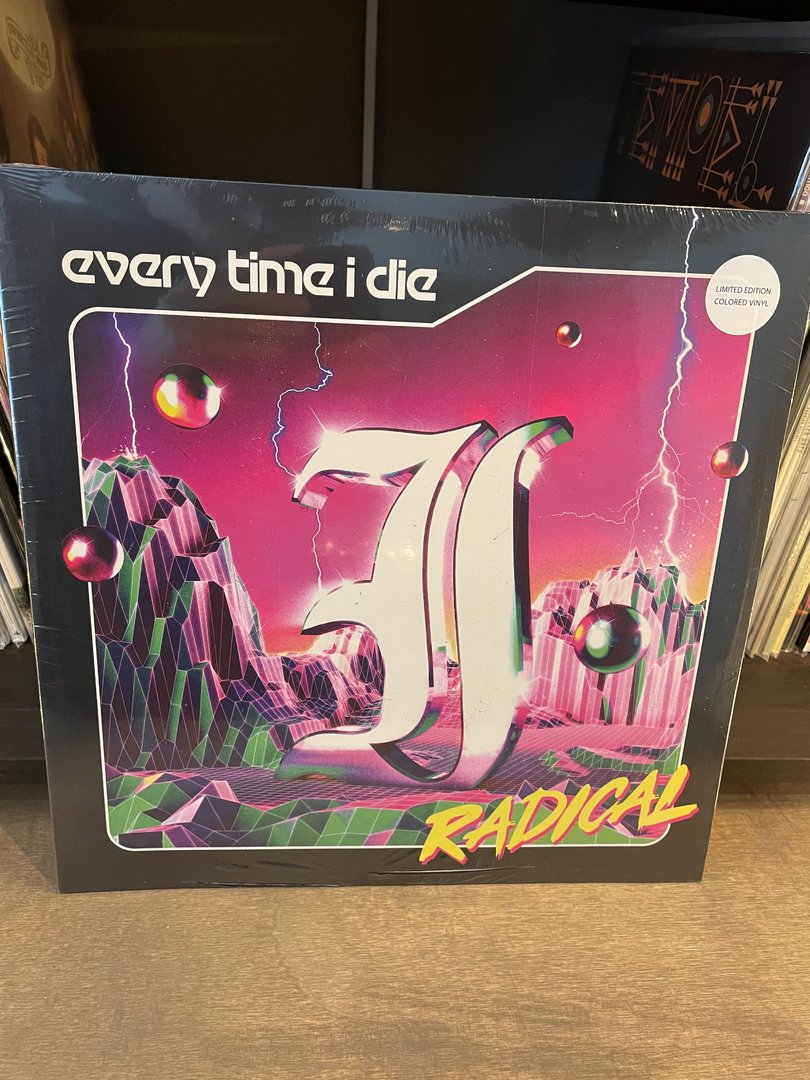 every time i die
LIMITED EDITION
COLORED VINYL
RADICAL